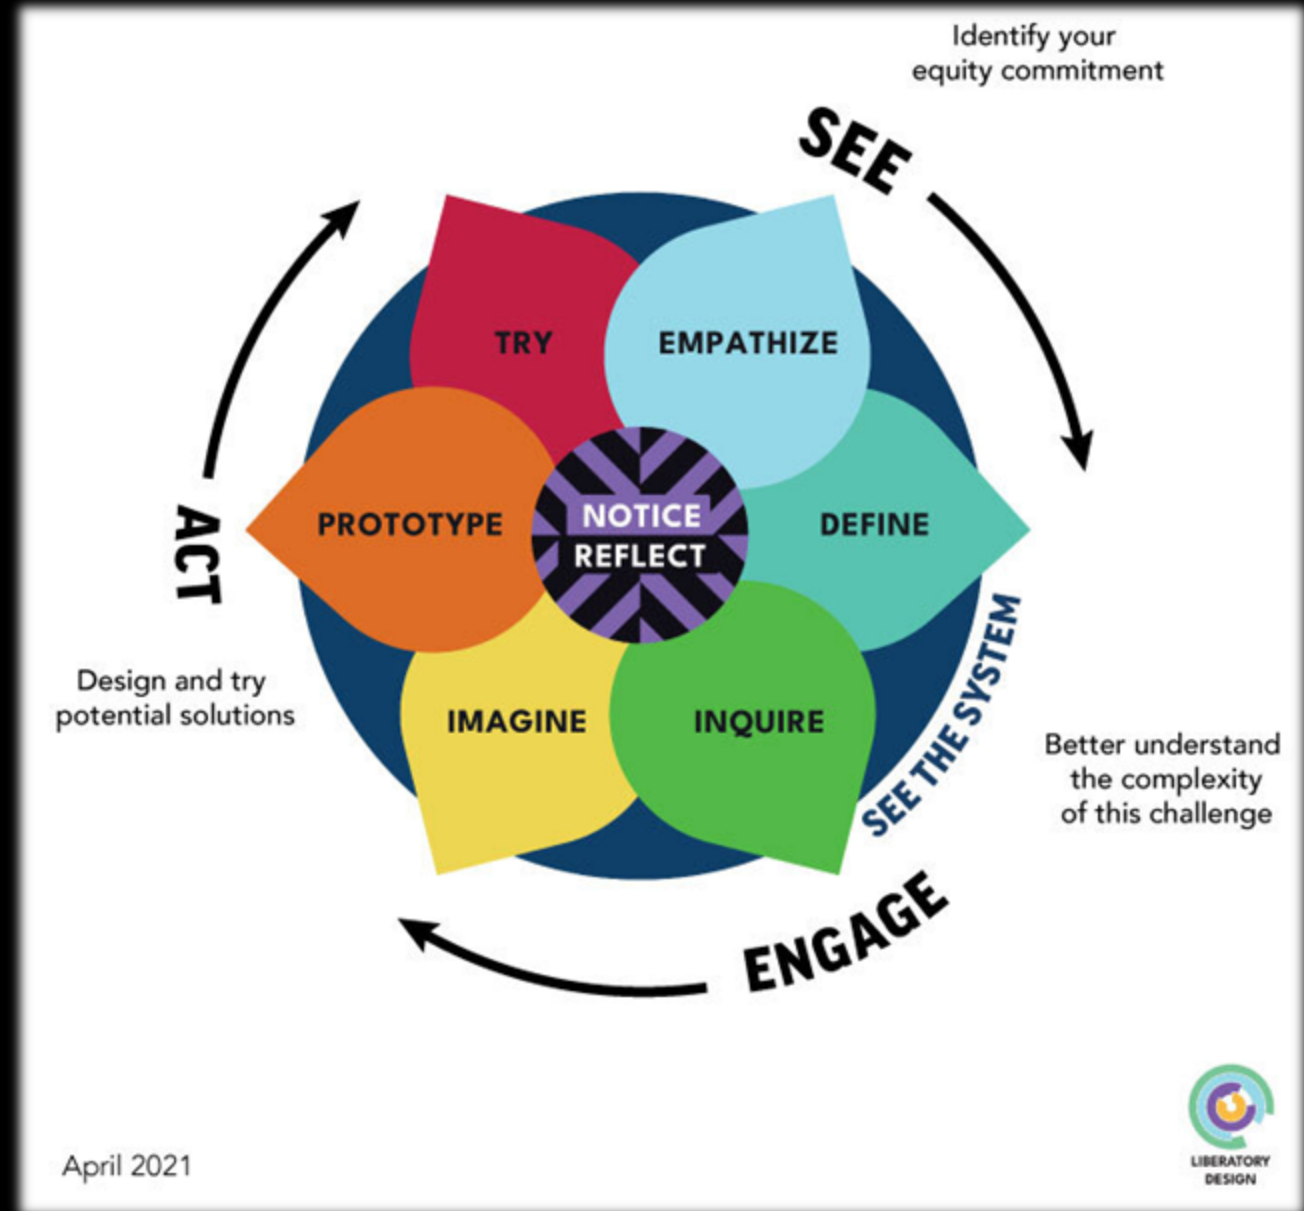 Identify your
equity commitment
SEE
TRY
EMPATHIZE
PROTOTYPE
NOTICE
REFLECT
DEFINE
ACT
Design and try
potential solutions
IMAGINE
INQUIRE
SEE THE SYSTEM
Better understand
the complexity
of this challenge
ENGAGE
April 2021
LIBERATORY
DESIGN